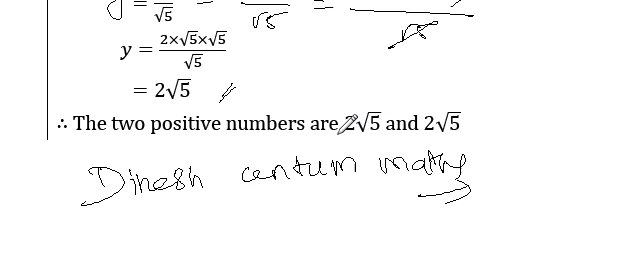 y = 2×√5×√5 / √5
= 2√5
∴ The two positive numbers are 2√5 and 2√5
Dinesh centum maths